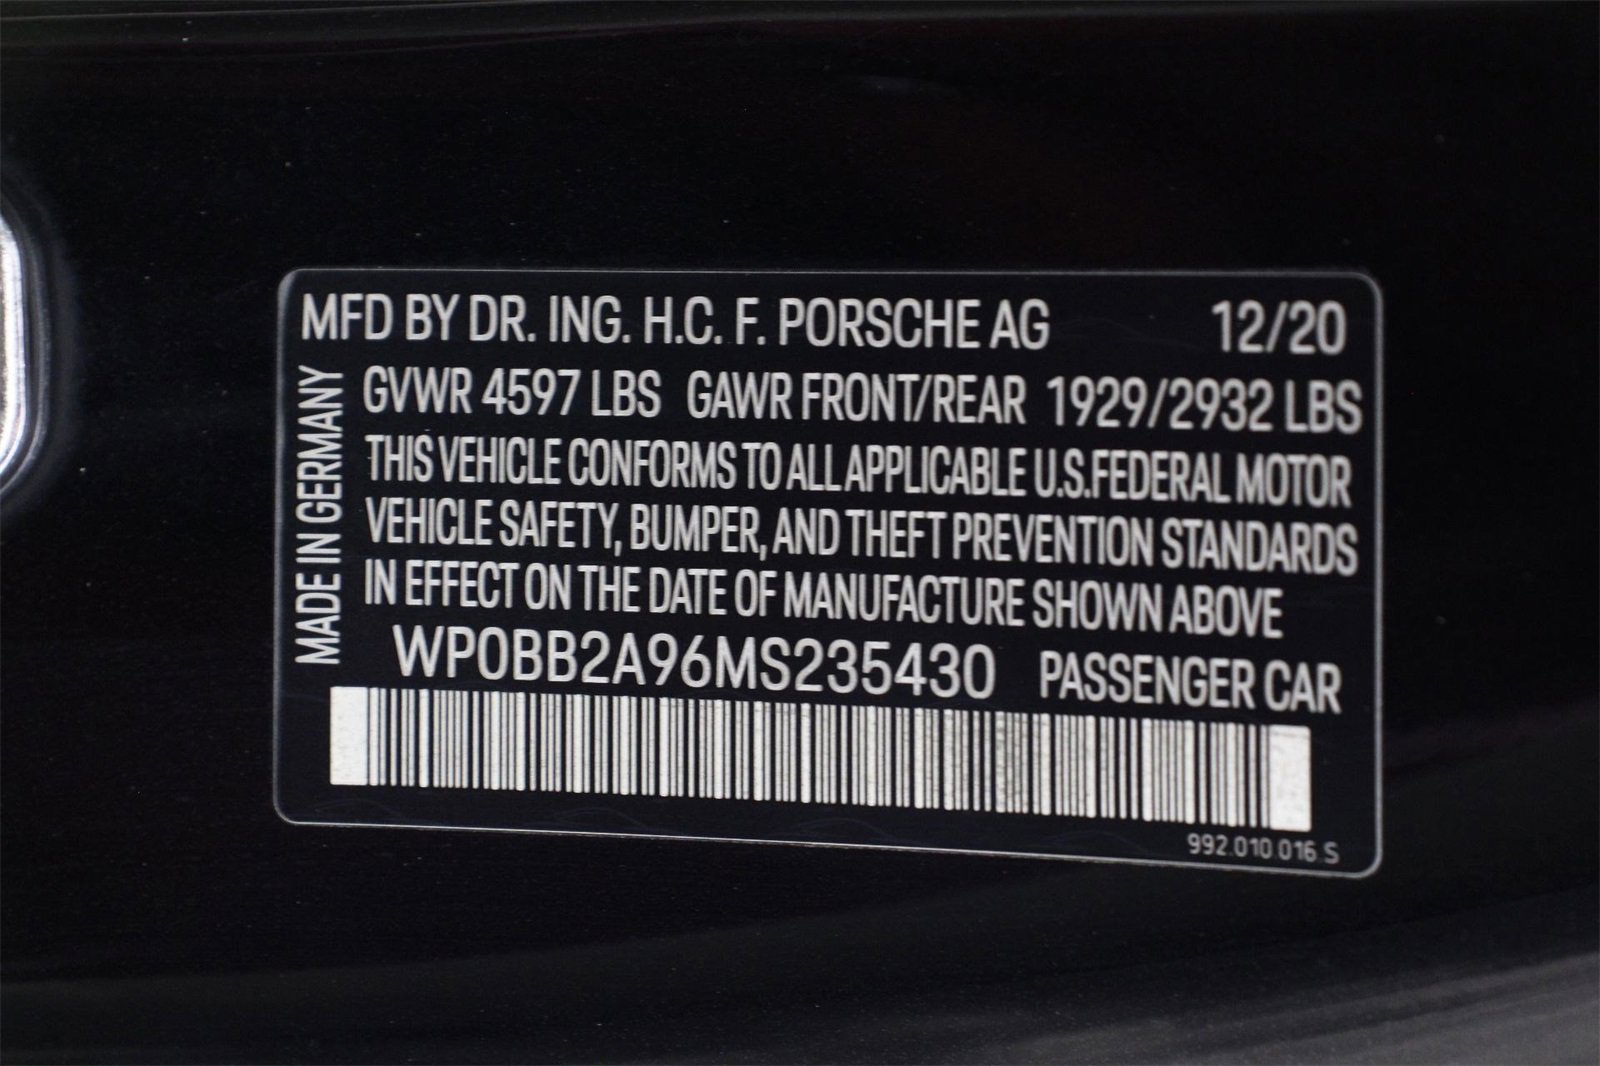 MFD BY DR. ING. H.C. F. PORSCHE AG 12/20
MADE IN GERMANY
GVWR 4597 LBS GAWR FRONT/REAR 1929/2932 LBS
THIS VEHICLE CONFORMS TO ALL APPLICABLE U.S.FEDERAL MOTOR
VEHICLE SAFETY, BUMPER, AND THEFT PREVENTION STANDARDS
IN EFFECT ON THE DATE OF MANUFACTURE SHOWN ABOVE
WP0BB2A96MS235430 PASSENGER CAR
992.010.016.S